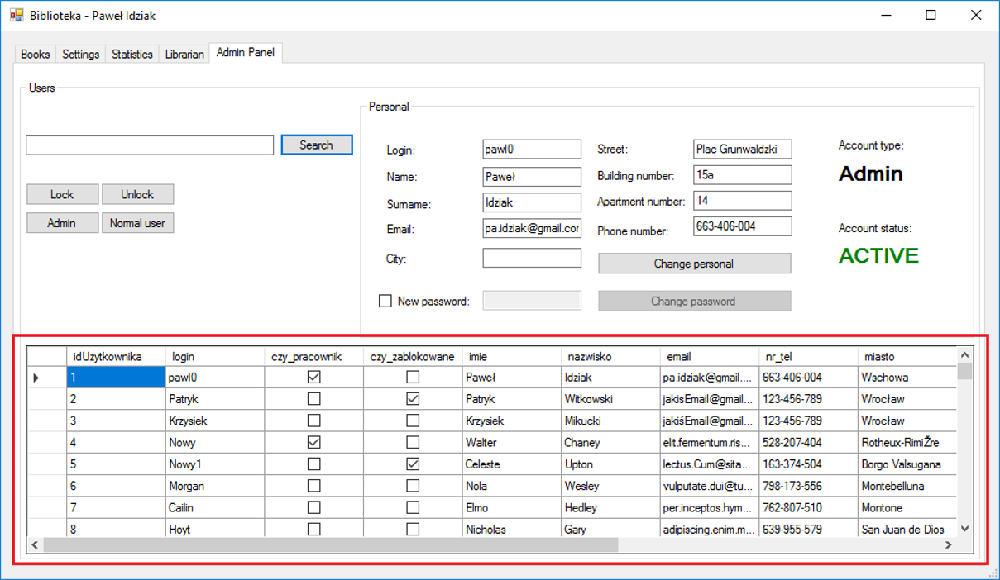 Biblioteka - Paweł Idziak
Books Settings Statistics Librarian Admin Panel
Users
Personal
Search
Lock Unlock
Admin Normal user
Login: pawl0 Street: Plac Grunwaldzki Account type:
Name: Paweł Building number: 15a Admin
Surname: Idziak Apartment number: 14
Email: pa.idziak@gmail.cor Phone number: 663-406-004 Account status:
City: Change personal ACTIVE
New password: Change password
idUzytkownika login czy_pracownik czy_zablokowane imie nazwisko email nr_tel miasto
1 pawl0 Paweł Idziak pa.idziak@gmail.... 663-406-004 Wschowa
2 Patryk Patryk Witkowski jakisEmail@gmail... 123-456-789 Wrocław
3 Krzysiek Krzysiek Mikucki jakiśEmail@gmail... 123-456-789 Wrocław
4 Nowy Walter Chaney elit.fermentum.ris... 528-207-404 Rotheux-RimiŽre
5 Nowy1 Celeste Upton lectus.Cum@sita... 163-374-504 Borgo Valsugana
6 Morgan Nola Wesley vulputate.dui@tu... 798-173-556 Montebelluna
7 Cailin Elmo Hedley per.inceptos.hym... 762-807-510 Montone
8 Hoyt Nicholas Gary adipiscing.enim.m... 639-955-579 San Juan de Dios